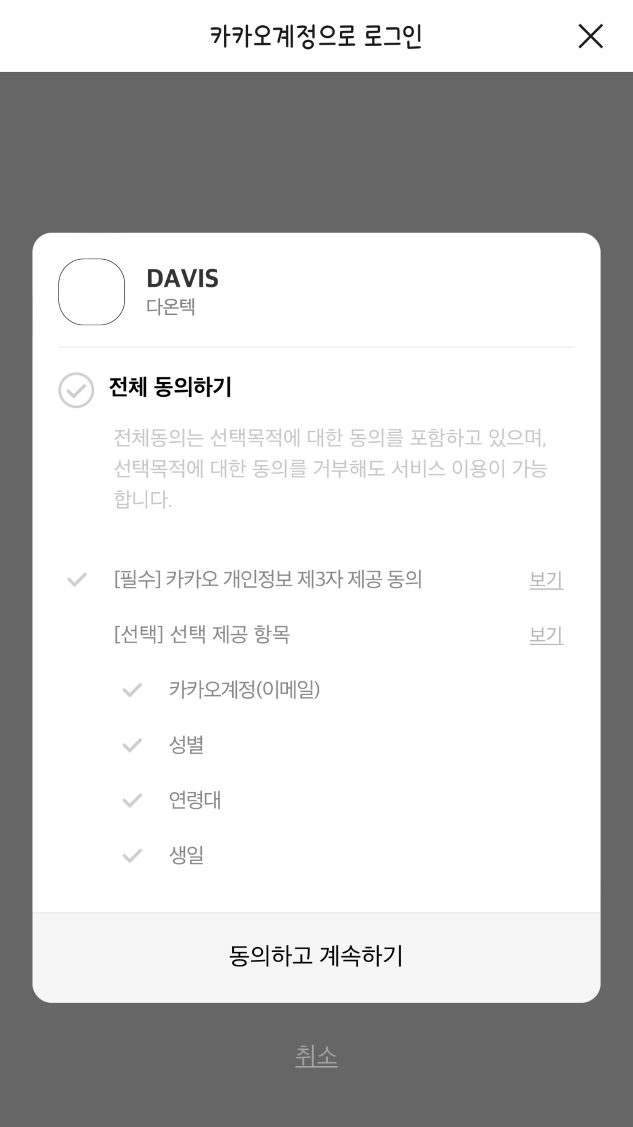 카카오계정으로 로그인
DAVIS
다온텍
전체 동의하기
전체동의는 선택목적에 대한 동의를 포함하고 있으며,
선택목적에 대한 동의를 거부해도 서비스 이용이 가능
합니다.
[필수] 카카오 개인정보 제3자 제공 동의 보기
[선택] 선택 제공 항목 보기
카카오계정(이메일)
성별
연령대
생일
동의하고 계속하기
취소